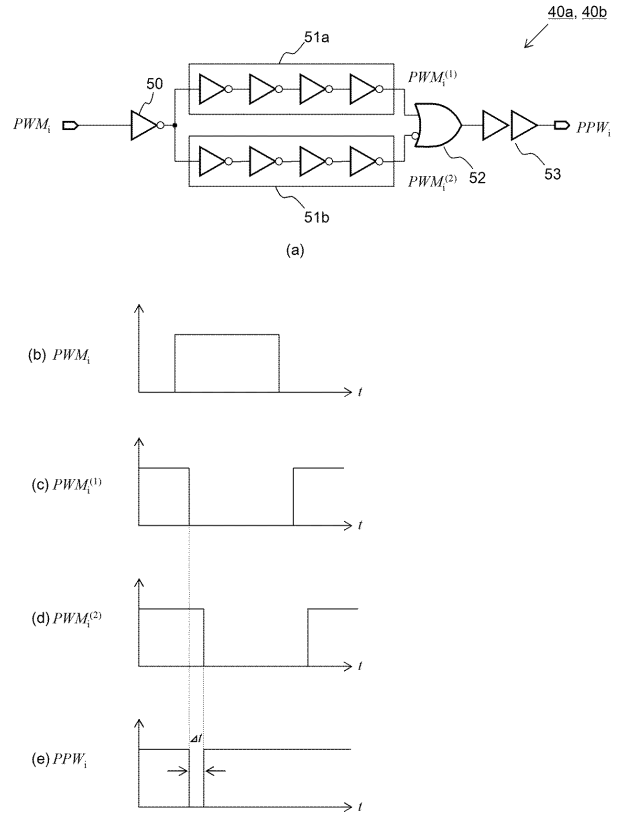 40a, 40b
51a
50
PWMi
PWMi(1)
PPWi
52
53
PWMi(2)
51b
(a)
(b) PWMi
t
(c) PWMi(1)
t
(d) PWMi(2)
t
Δt
(e) PPWi
t